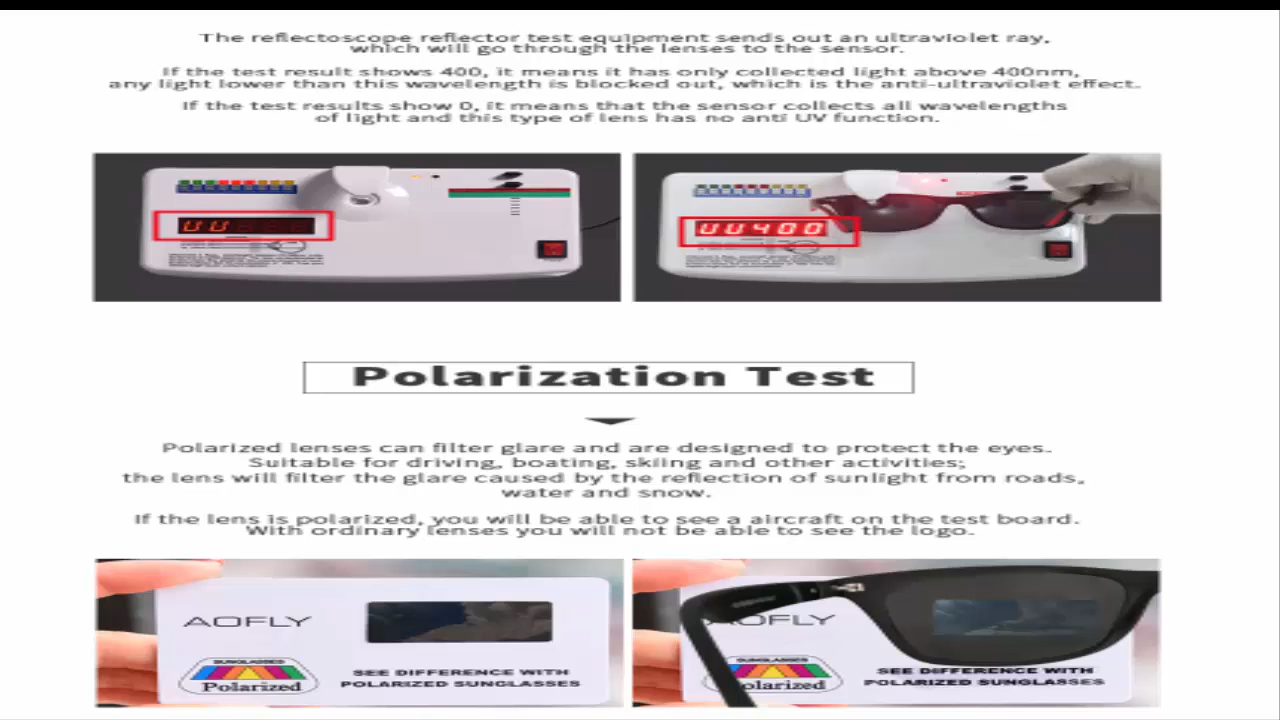 The reflectoscope reflector test equipment sends out an ultraviolet ray,
which will go through the lenses to the sensor.
If the test result shows 400, it means it has only collected light above 400nm,
any light lower than this wavelength is blocked out, which is the anti-ultraviolet effect.
If the test results show 0, it means that the sensor collects all wavelengths
of light and this type of lens has no anti UV function.
UU
UU400
Polarization Test
Polarized lenses can filter glare and are designed to protect the eyes.
Suitable for driving, boating, skiing and other activities;
the lens will filter the glare caused by the reflection of sunlight from roads,
water and snow.
If the lens is polarized, you will be able to see a aircraft on the test board.
With ordinary lenses you will not be able to see the logo.
AOFLY
SUNGLASSES
Polarized
SEE DIFFERENCE WITH
POLARIZED SUNGLASSES
AOFLY
SUNGLASSES
Polarized
SEE DIFFERENCE WITH
POLARIZED SUNGLASSES